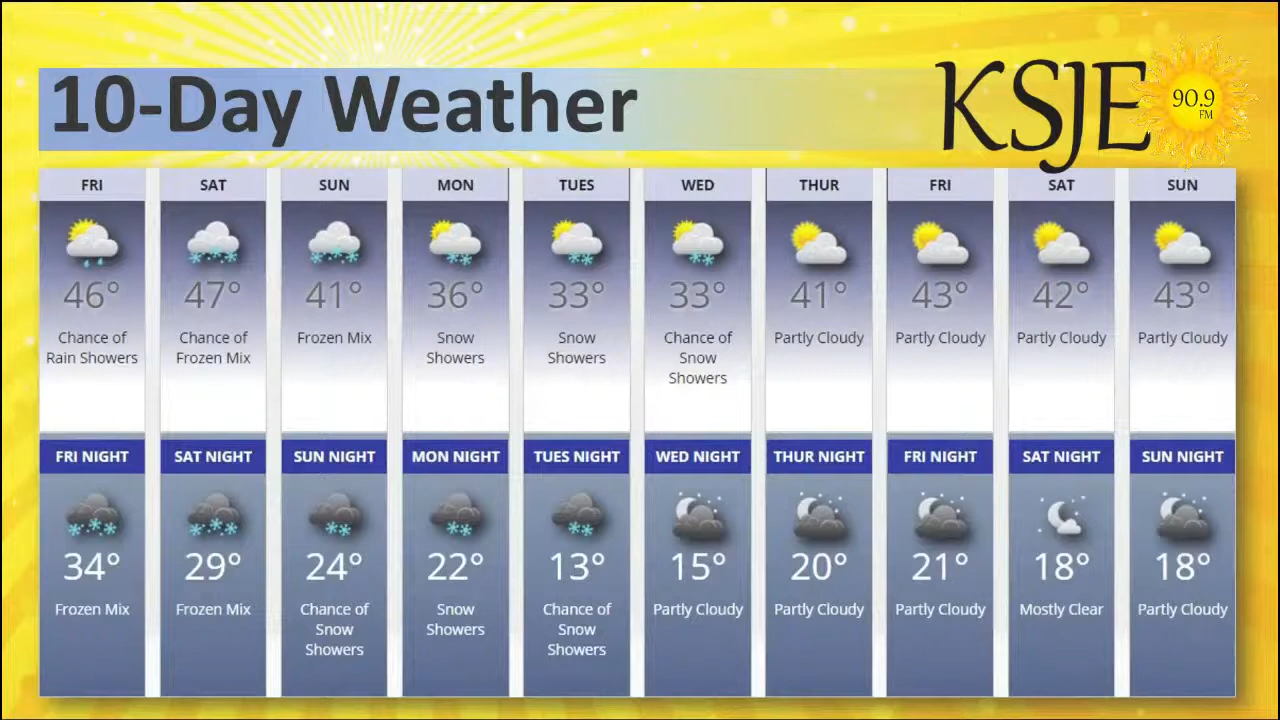 10-Day Weather
KSJE
90.9
FM
FRI SAT SUN MON TUES WED THUR FRI SAT SUN
46° 47° 41° 36° 33° 33° 41° 43° 42° 43°
Chance of Chance of Frozen Mix Snow Snow Chance of Partly Cloudy Partly Cloudy Partly Cloudy Partly Cloudy
Rain Showers Frozen Mix Showers Showers Snow
Showers
FRI NIGHT SAT NIGHT SUN NIGHT MON NIGHT TUES NIGHT WED NIGHT THUR NIGHT FRI NIGHT SAT NIGHT SUN NIGHT
34° 29° 24° 22° 13° 15° 20° 21° 18° 18°
Frozen Mix Frozen Mix Chance of Snow Chance of Partly Cloudy Partly Cloudy Partly Cloudy Mostly Clear Partly Cloudy
Snow Showers Snow
Showers Showers